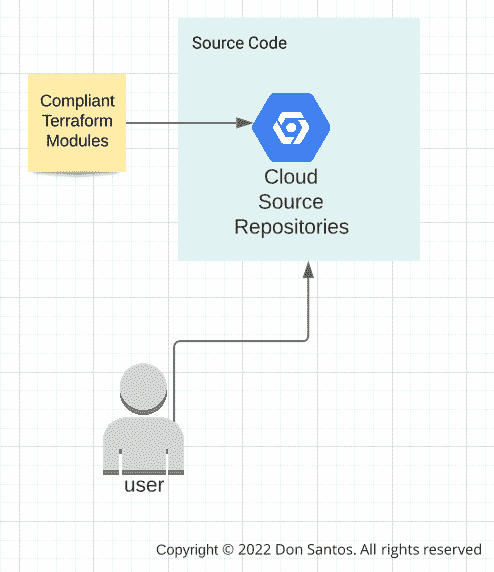 Source Code
Compliant
Terraform
Modules
Cloud
Source
Repositories
user
Copyright © 2022 Don Santos. All rights reserved